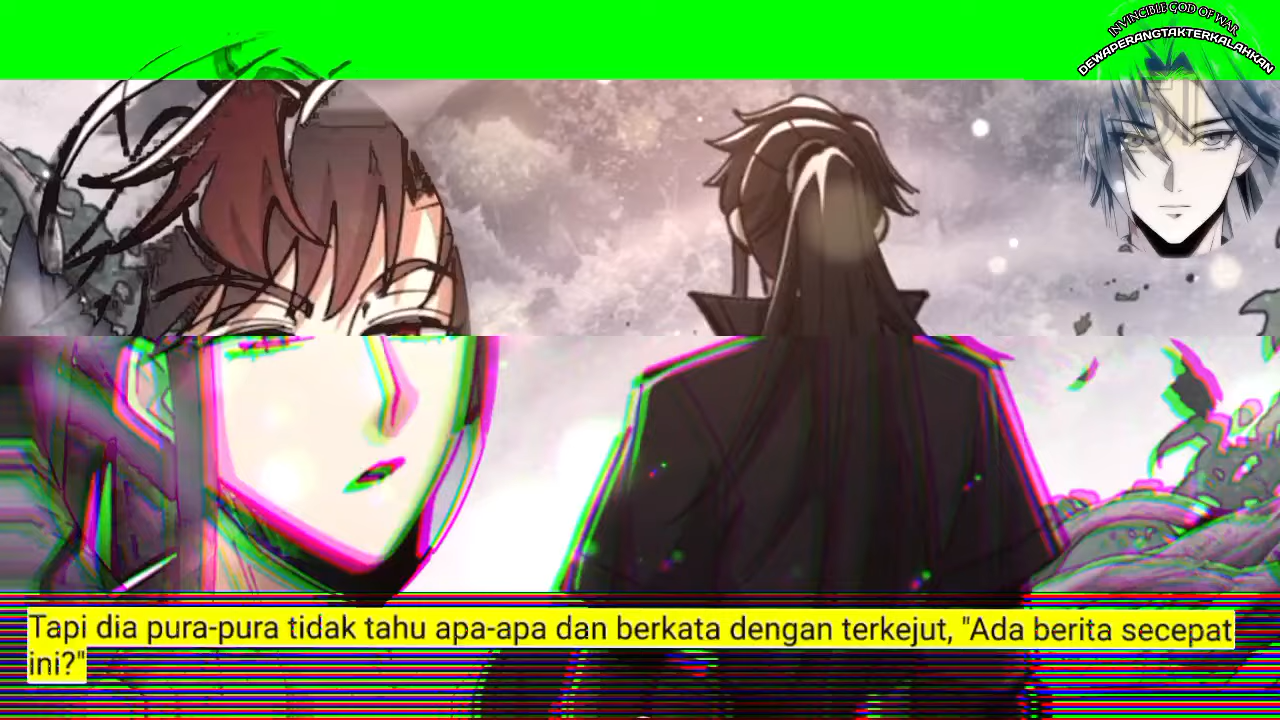 INVINCIBLE GOD OF WAR
DEWAPERANGTAKTERKALAHKAN
Tapi dia pura-pura tidak tahu apa-apa dan berkata dengan terkejut, "Ada berita secepat
ini?"